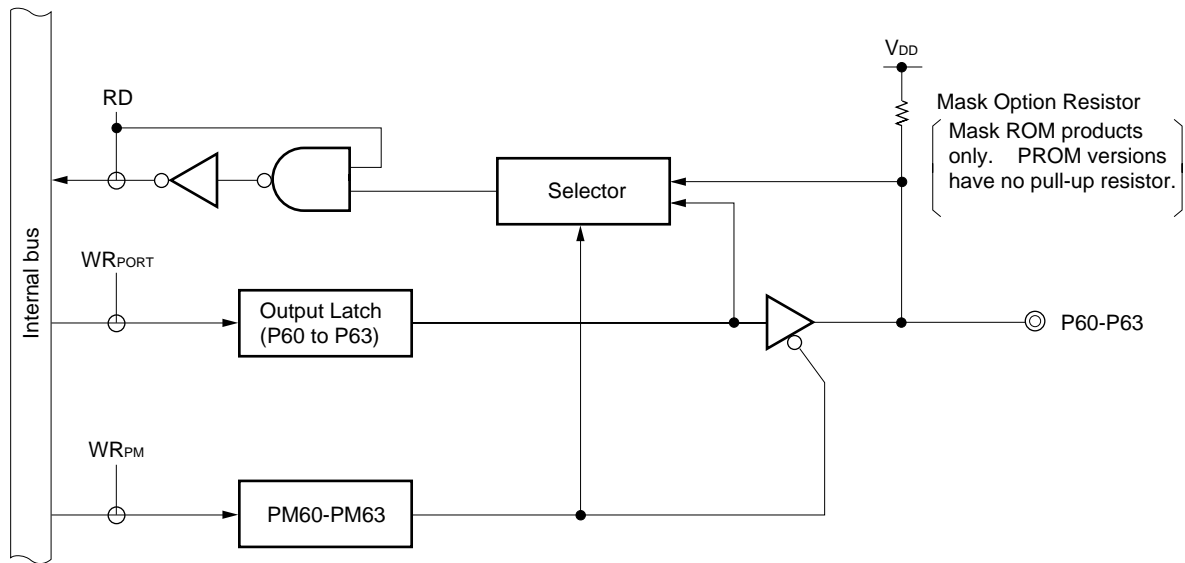 VDD
RD
Mask Option Resistor
Mask ROM products
only. PROM versions
have no pull-up resistor.
Selector
Internal bus
WRPORT
Output Latch
(P60 to P63)
P60-P63
WRPM
PM60-PM63